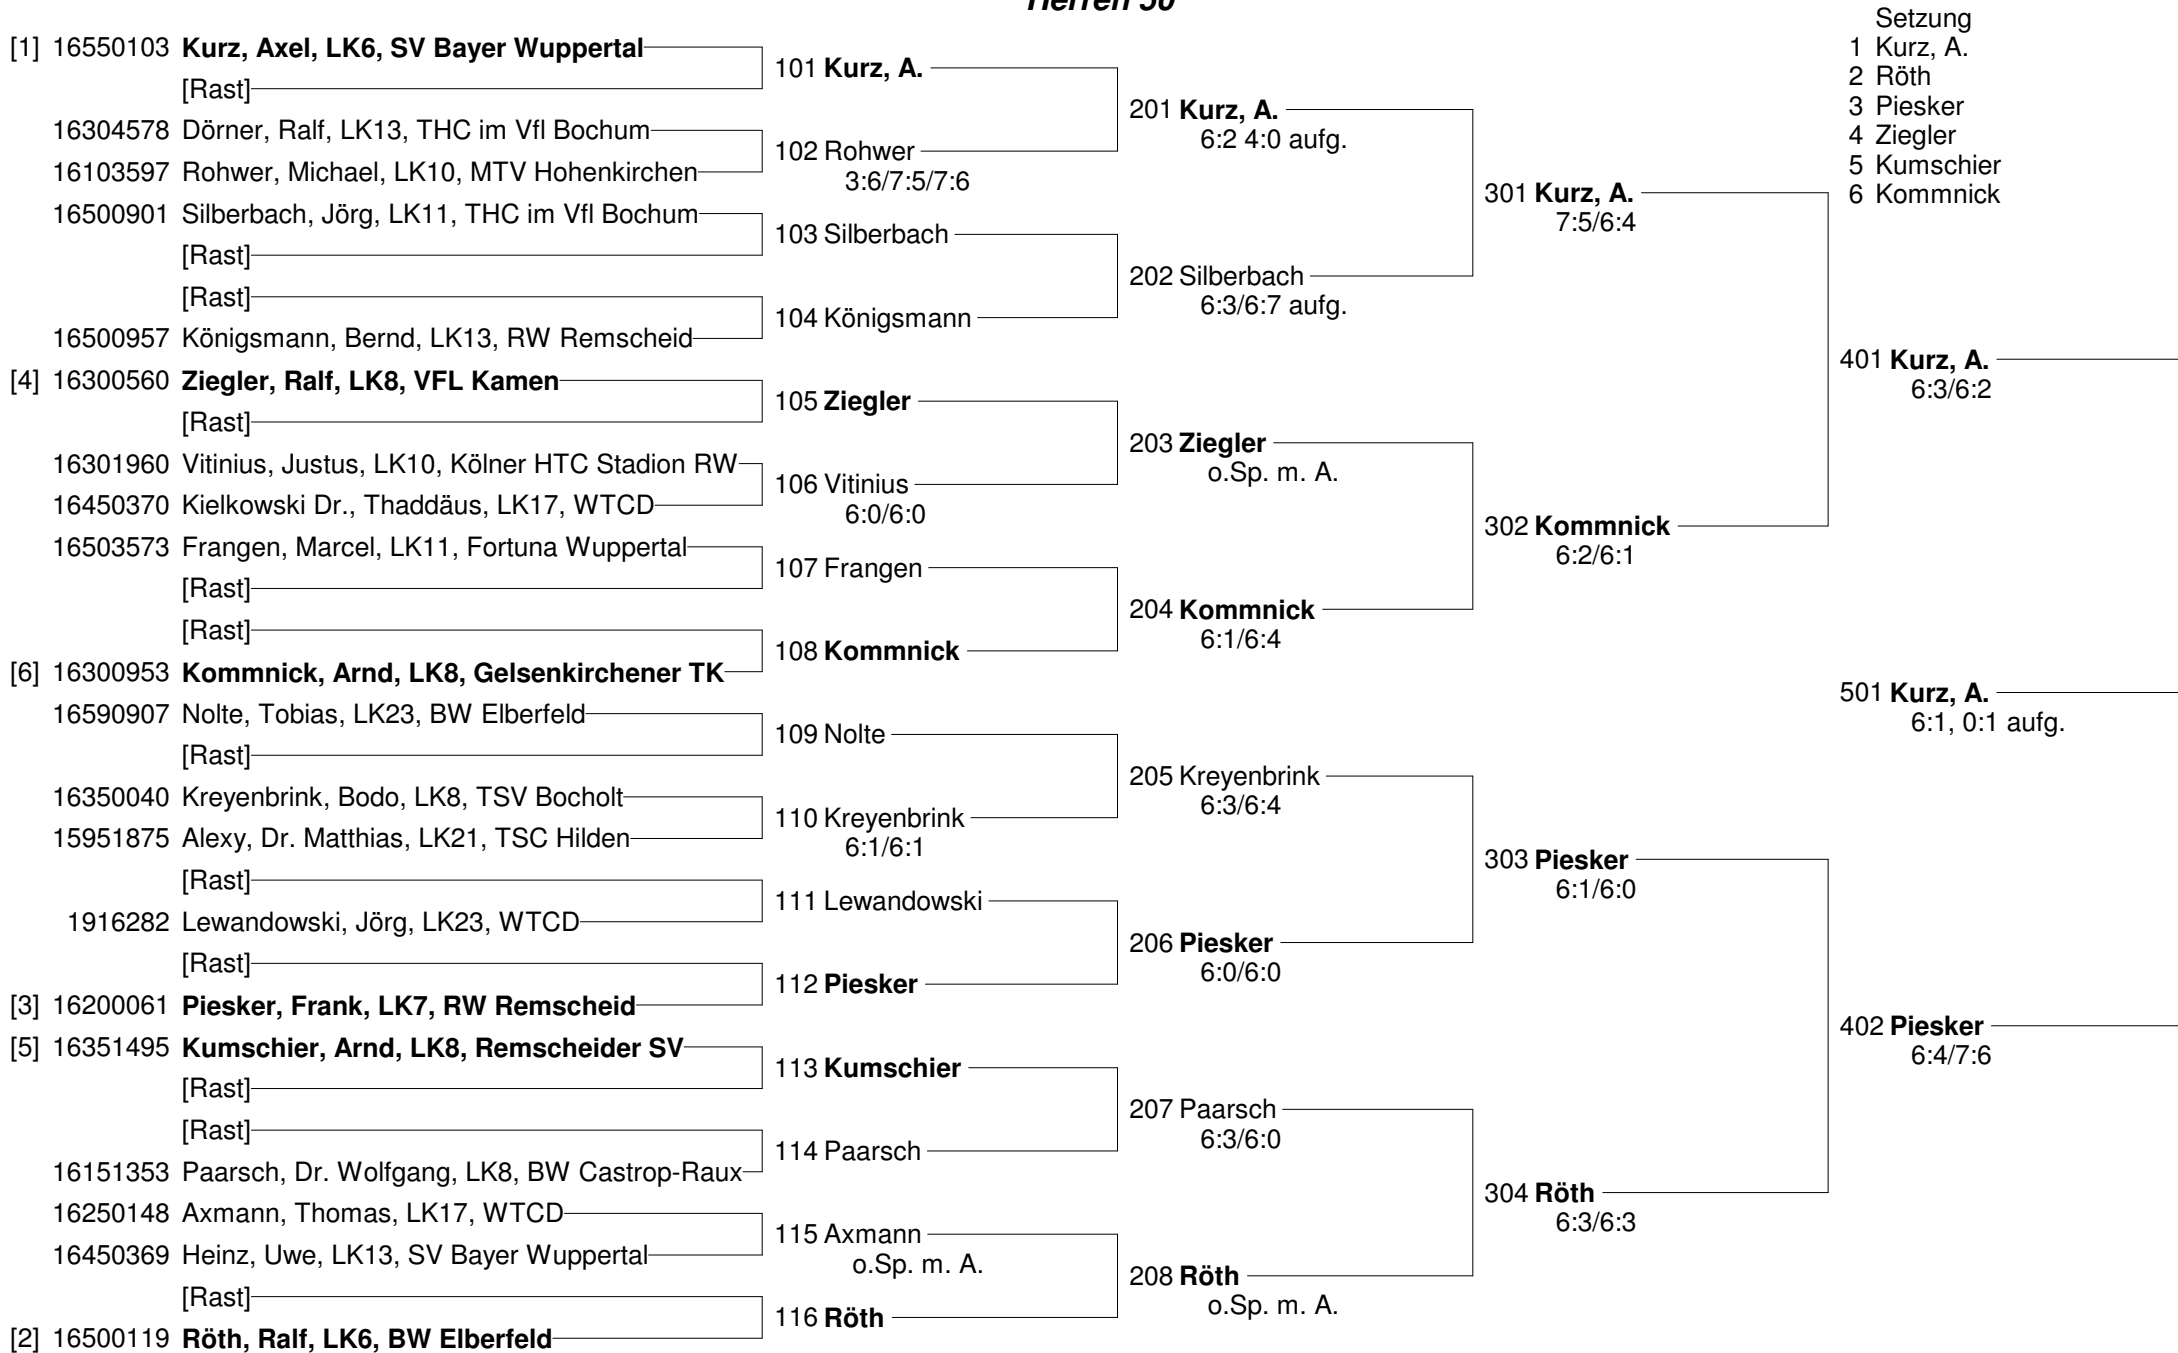 Herren 50
[1] 16550103 Kurz, Axel, LK6, SV Bayer Wuppertal
[Rast]
16304578 Dörner, Ralf, LK13, THC im Vfl Bochum
16103597 Rohwer, Michael, LK10, MTV Hohenkirchen
16500901 Silberbach, Jörg, LK11, THC im Vfl Bochum
[Rast]
[Rast]
16500957 Königsmann, Bernd, LK13, RW Remscheid
[4] 16300560 Ziegler, Ralf, LK8, VFL Kamen
[Rast]
16301960 Vitinius, Justus, LK10, Kölner HTC Stadion RW
16450370 Kielkowski Dr., Thaddäus, LK17, WTCD
16503573 Frangen, Marcel, LK11, Fortuna Wuppertal
[Rast]
[Rast]
[6] 16300953 Kommnick, Arnd, LK8, Gelsenkirchener TK
16590907 Nolte, Tobias, LK23, BW Elberfeld
[Rast]
16350040 Kreyenbrink, Bodo, LK8, TSV Bocholt
15951875 Alexy, Dr. Matthias, LK21, TSC Hilden
[Rast]
1916282 Lewandowski, Jörg, LK23, WTCD
[Rast]
[3] 16200061 Piesker, Frank, LK7, RW Remscheid
[5] 16351495 Kumschier, Arnd, LK8, Remscheider SV
[Rast]
[Rast]
16151353 Paarsch, Dr. Wolfgang, LK8, BW Castrop-Raux
16250148 Axmann, Thomas, LK17, WTCD
16450369 Heinz, Uwe, LK13, SV Bayer Wuppertal
[Rast]
[2] 16500119 Röth, Ralf, LK6, BW Elberfeld
101 Kurz, A.
102 Rohwer
3:6/7:5/7:6
103 Silberbach
104 Königsmann
105 Ziegler
106 Vitinius
6:0/6:0
107 Frangen
108 Kommnick
109 Nolte
110 Kreyenbrink
6:1/6:1
111 Lewandowski
112 Piesker
113 Kumschier
114 Paarsch
115 Axmann
o.Sp. m. A.
116 Röth
201 Kurz, A.
6:2 4:0 aufg.
202 Silberbach
6:3/6:7 aufg.
203 Ziegler
o.Sp. m. A.
204 Kommnick
6:1/6:4
205 Kreyenbrink
6:3/6:4
206 Piesker
6:0/6:0
207 Paarsch
6:3/6:0
208 Röth
o.Sp. m. A.
301 Kurz, A.
7:5/6:4
302 Kommnick
6:2/6:1
303 Piesker
6:1/6:0
304 Röth
6:3/6:3
Setzung
1 Kurz, A.
2 Röth
3 Piesker
4 Ziegler
5 Kumschier
6 Kommnick
401 Kurz, A.
6:3/6:2
501 Kurz, A.
6:1, 0:1 aufg.
402 Piesker
6:4/7:6